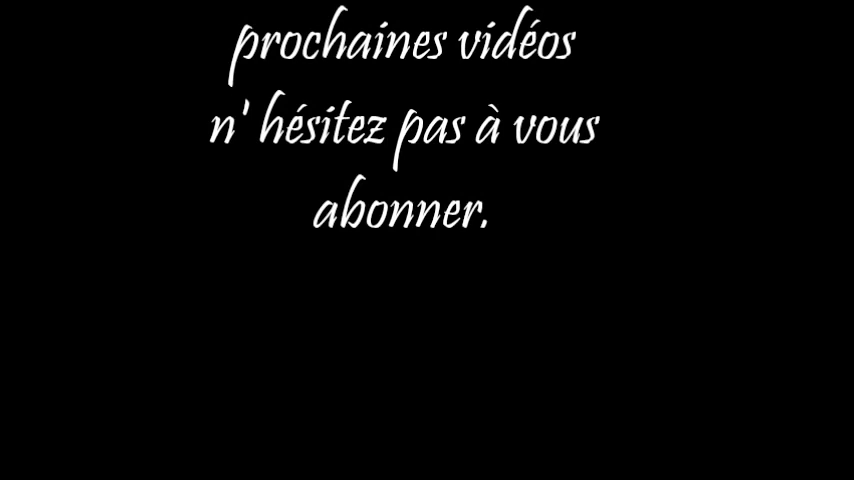 prochaines vidéos
n' hésitez pas à vous
abonner.